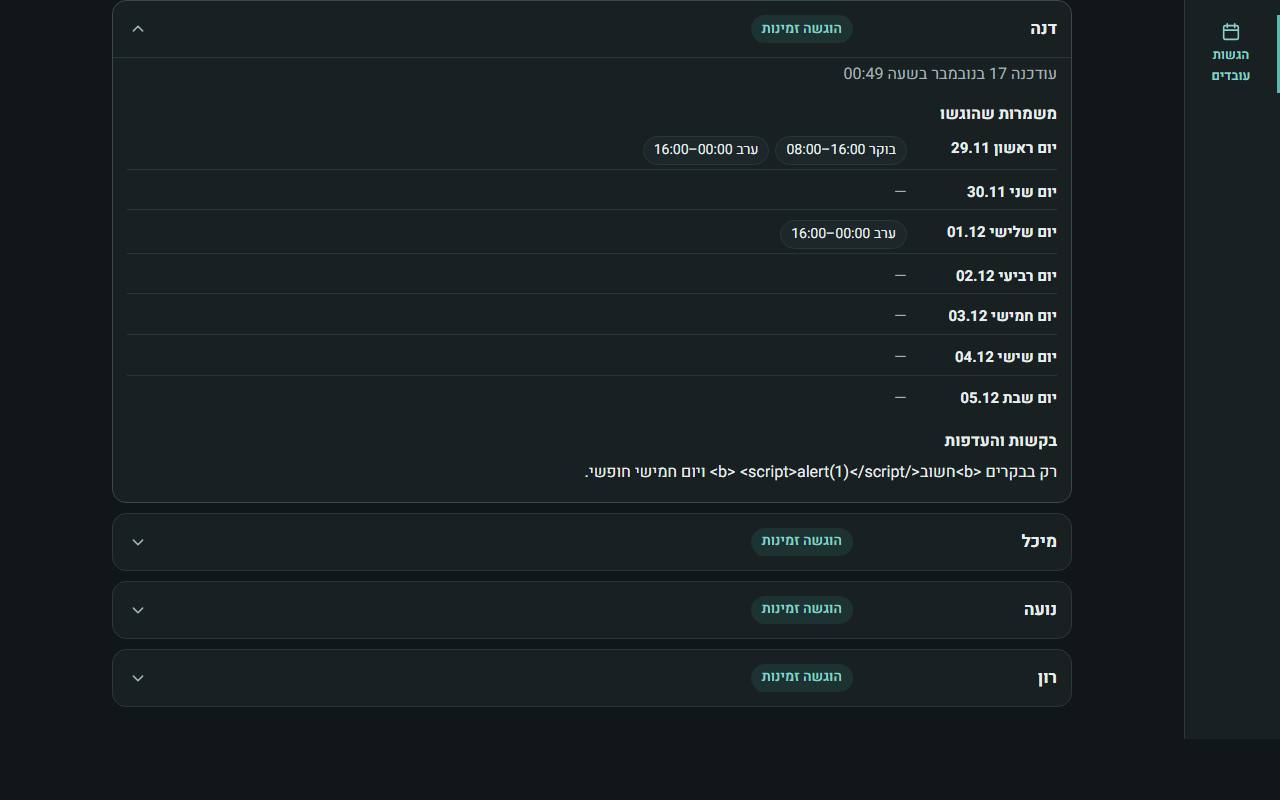 הגשות
עובדים
דנה
הוגשה זמינות
עודכנה 17 בנובמבר בשעה 00:49
משמרות שהוגשו
יום ראשון 29.11
בוקר 08:00–16:00
ערב 16:00–00:00
יום שני 30.11
—
יום שלישי 01.12
ערב 16:00–00:00
יום רביעי 02.12
—
יום חמישי 03.12
—
יום שישי 04.12
—
יום שבת 05.12
—
בקשות והעדפות
רק בבקרים <b>חשוב</b> <script>alert(1)</script> ויום חמישי חופשי.
מיכל
הוגשה זמינות
נועה
הוגשה זמינות
רון
הוגשה זמינות